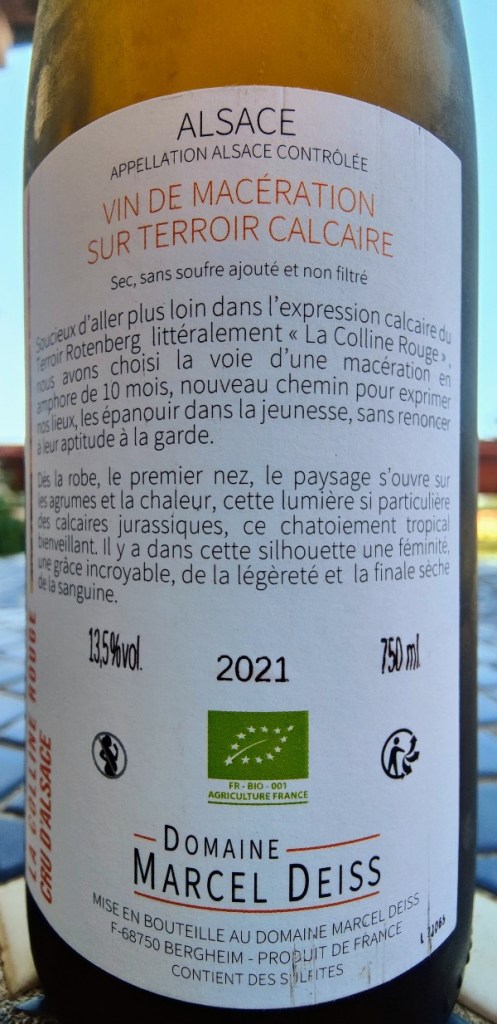 ALSACE
APPELLATION ALSACE CONTRÔLÉE
VIN DE MACÉRATION
SUR TERROIR CALCAIRE
Sec, sans soufre ajouté et non filtré
Soucieux d'aller plus loin dans l'expression calcaire du
Terroir Rotenberg littéralement « La Colline Rouge »,
nous avons choisi la voie d'une macération en
amphore de 10 mois, nouveau chemin pour exprimer
nos lieux, les épanouir dans la jeunesse, sans renoncer
à leur aptitude à la garde.
Dès la robe, le premier nez, le paysage s'ouvre sur
les agrumes et la chaleur, cette lumière si particulière
des calcaires jurassiques, ce chatoiement tropical
bienveillant. Il y a dans cette silhouette une féminité,
une grâce incroyable, de la légèreté et la finale sèche
de la sanguine.
13,5%vol. 2021 750 ml
FR - BIO - 001
AGRICULTURE FRANCE
LA COLLINE ROUGE
CRU D'ALSACE
DOMAINE
MARCEL DEISS
MISE EN BOUTEILLE AU DOMAINE MARCEL DEISS
F-68750 BERGHEIM - PRODUIT DE FRANCE
CONTIENT DES SULFITES